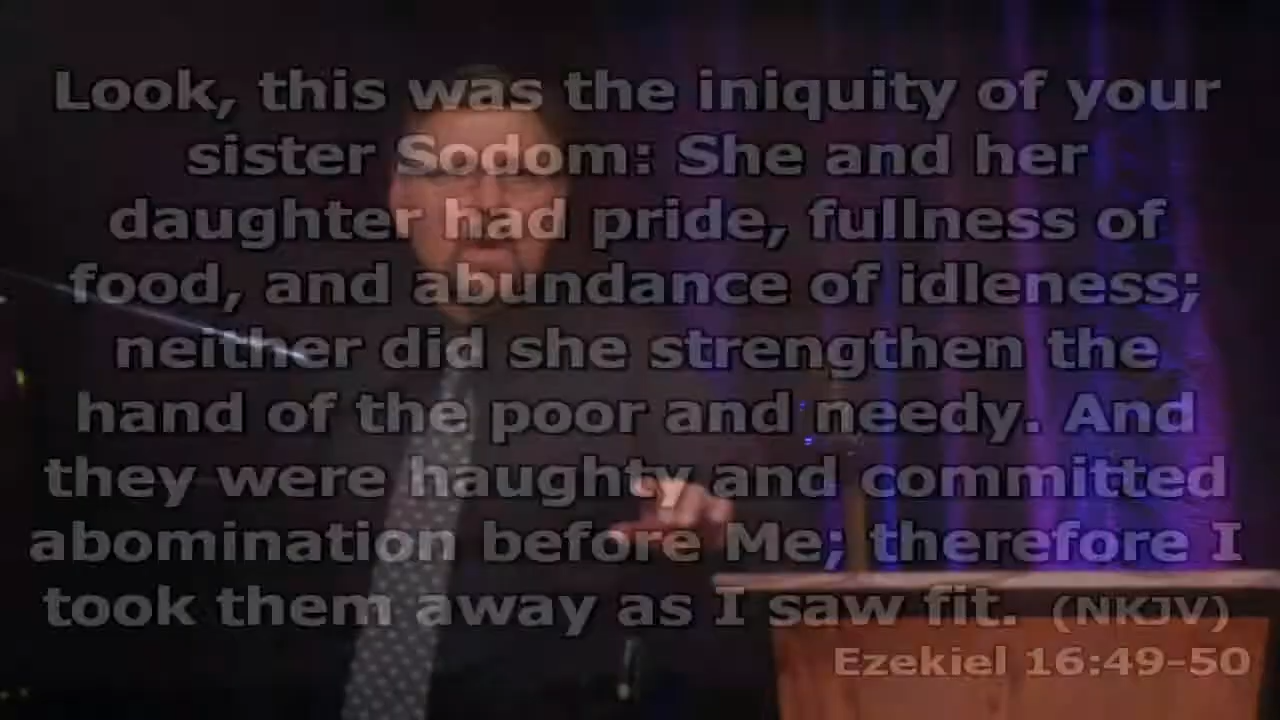 Look, this was the iniquity of your
sister Sodom: She and her
daughter had pride, fullness of
food, and abundance of idleness;
neither did she strengthen the
hand of the poor and needy. And
they were haughty and committed
abomination before Me; therefore I
took them away as I saw fit. (NKJV)
Ezekiel 16:49-50